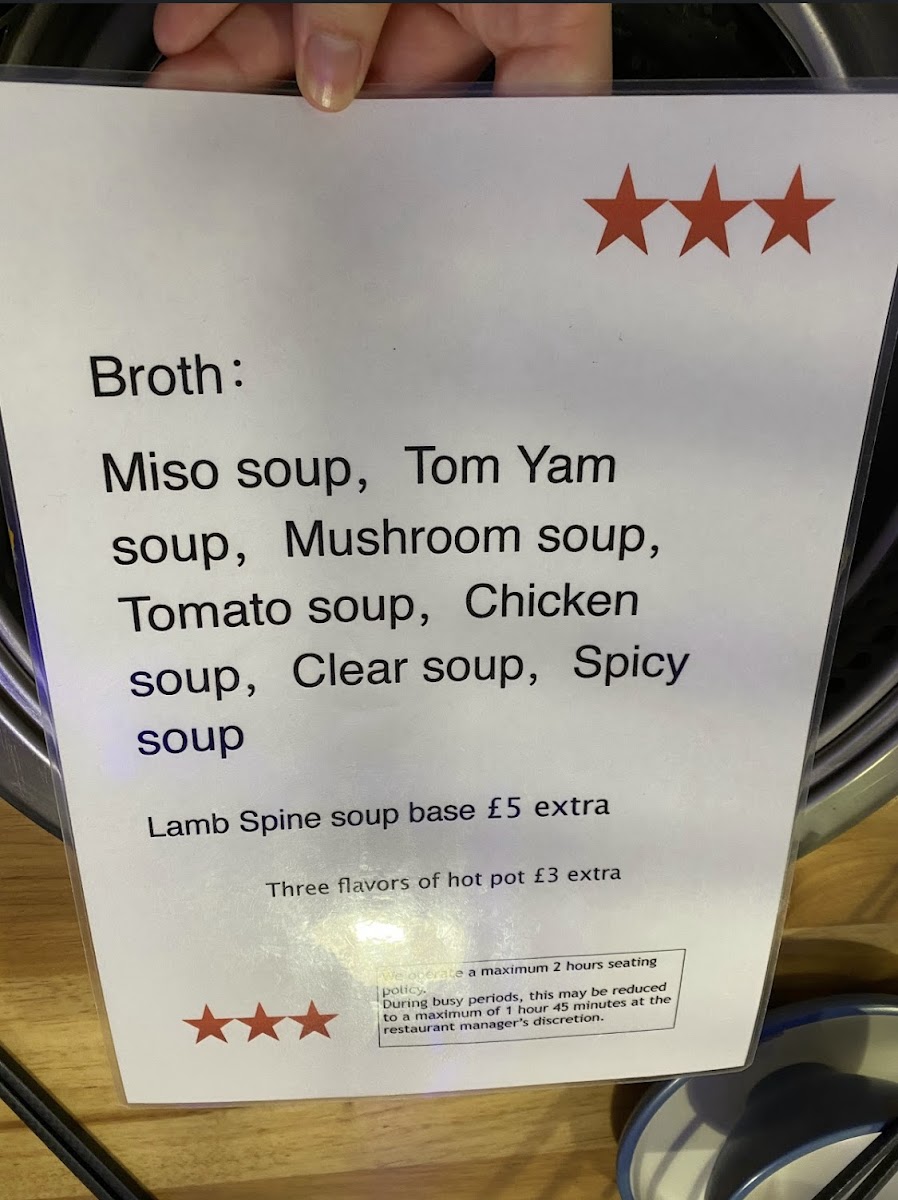 Broth:
Miso soup, Tom Yam
soup, Mushroom soup,
Tomato soup, Chicken
soup, Clear soup, Spicy
soup
Lamb Spine soup base £5 extra
Three flavors of hot pot £3 extra
We operate a maximum 2 hours seating
policy.
During busy periods, this may be reduced
to a maximum of 1 hour 45 minutes at the
restaurant manager's discretion.